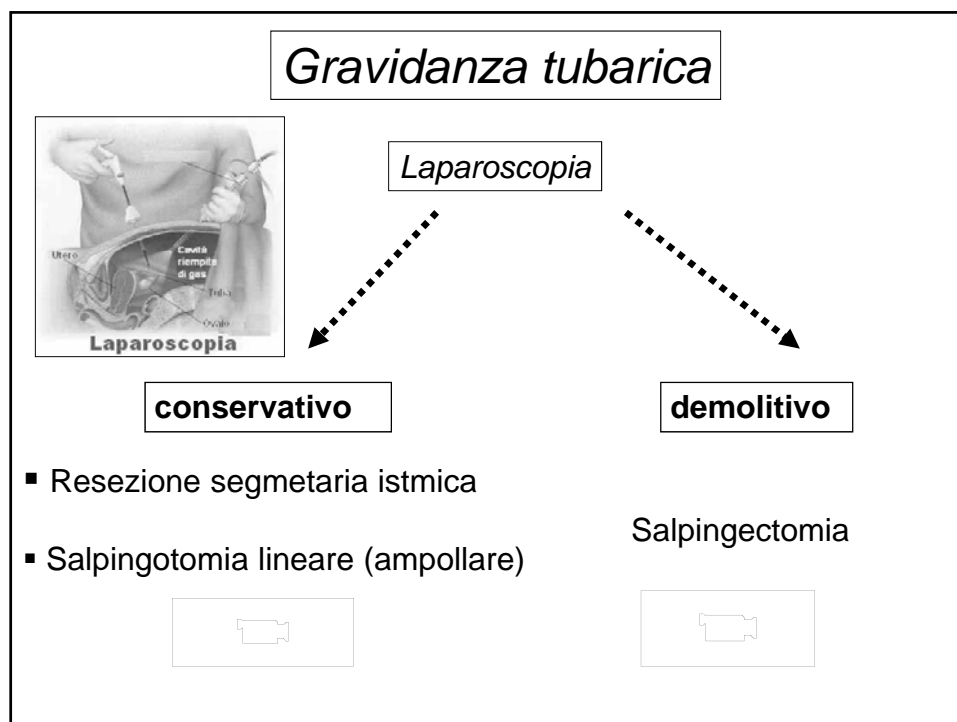 Gravidanza tubarica
Laparoscopia
Utero
Cavità
riempita
di gas
Tuba
Ovaio
Laparoscopia
conservativo
demolitivo
▪ Resezione segmetaria istmica
Salpingectomia
▪ Salpingotomia lineare (ampollare)